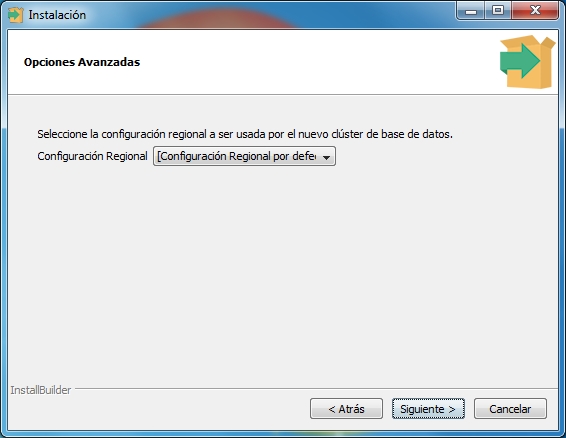 Instalación
Opciones Avanzadas
Seleccione la configuración regional a ser usada por el nuevo clúster de base de datos.
Configuración Regional [Configuración Regional por defec
InstallBuilder
< Atrás Siguiente > Cancelar